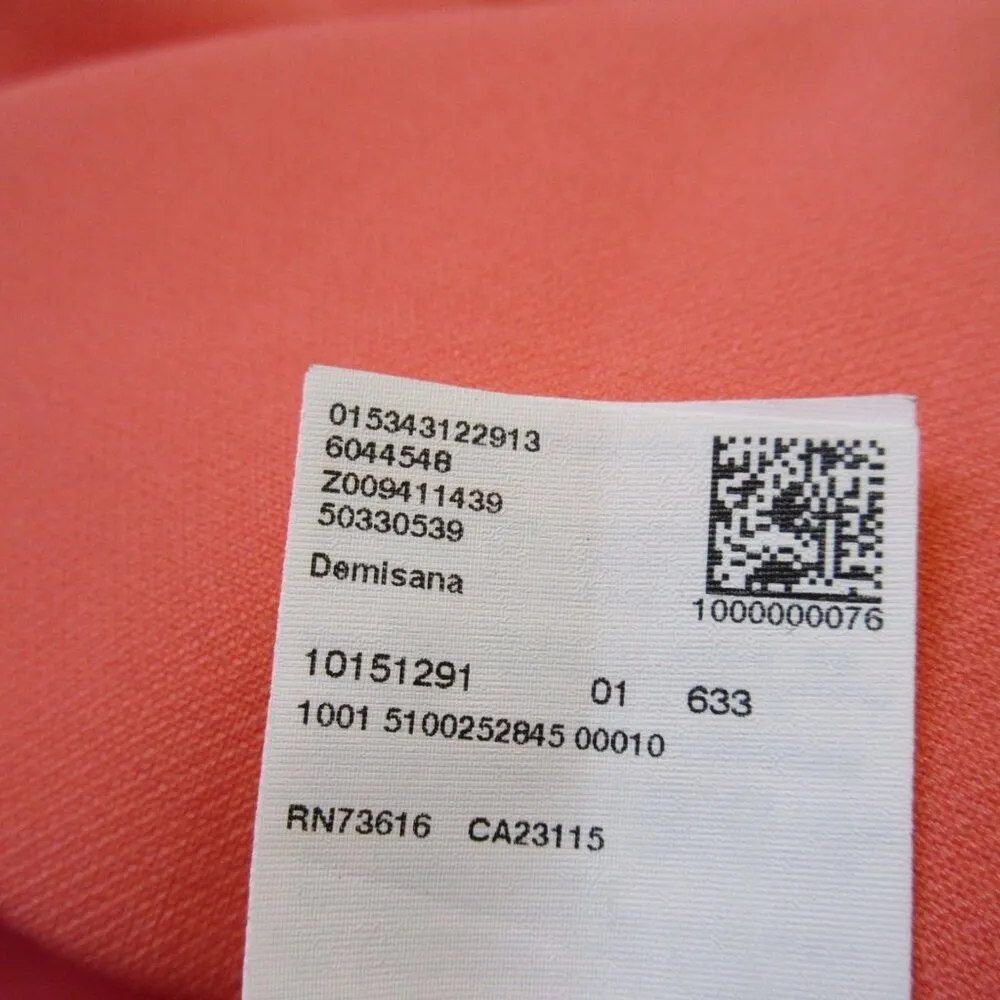 015343122913
6044548
Z009411439
50330539
Demisana
1000000076
10151291 01 633
1001 5100252845 00010
RN73616 CA23115